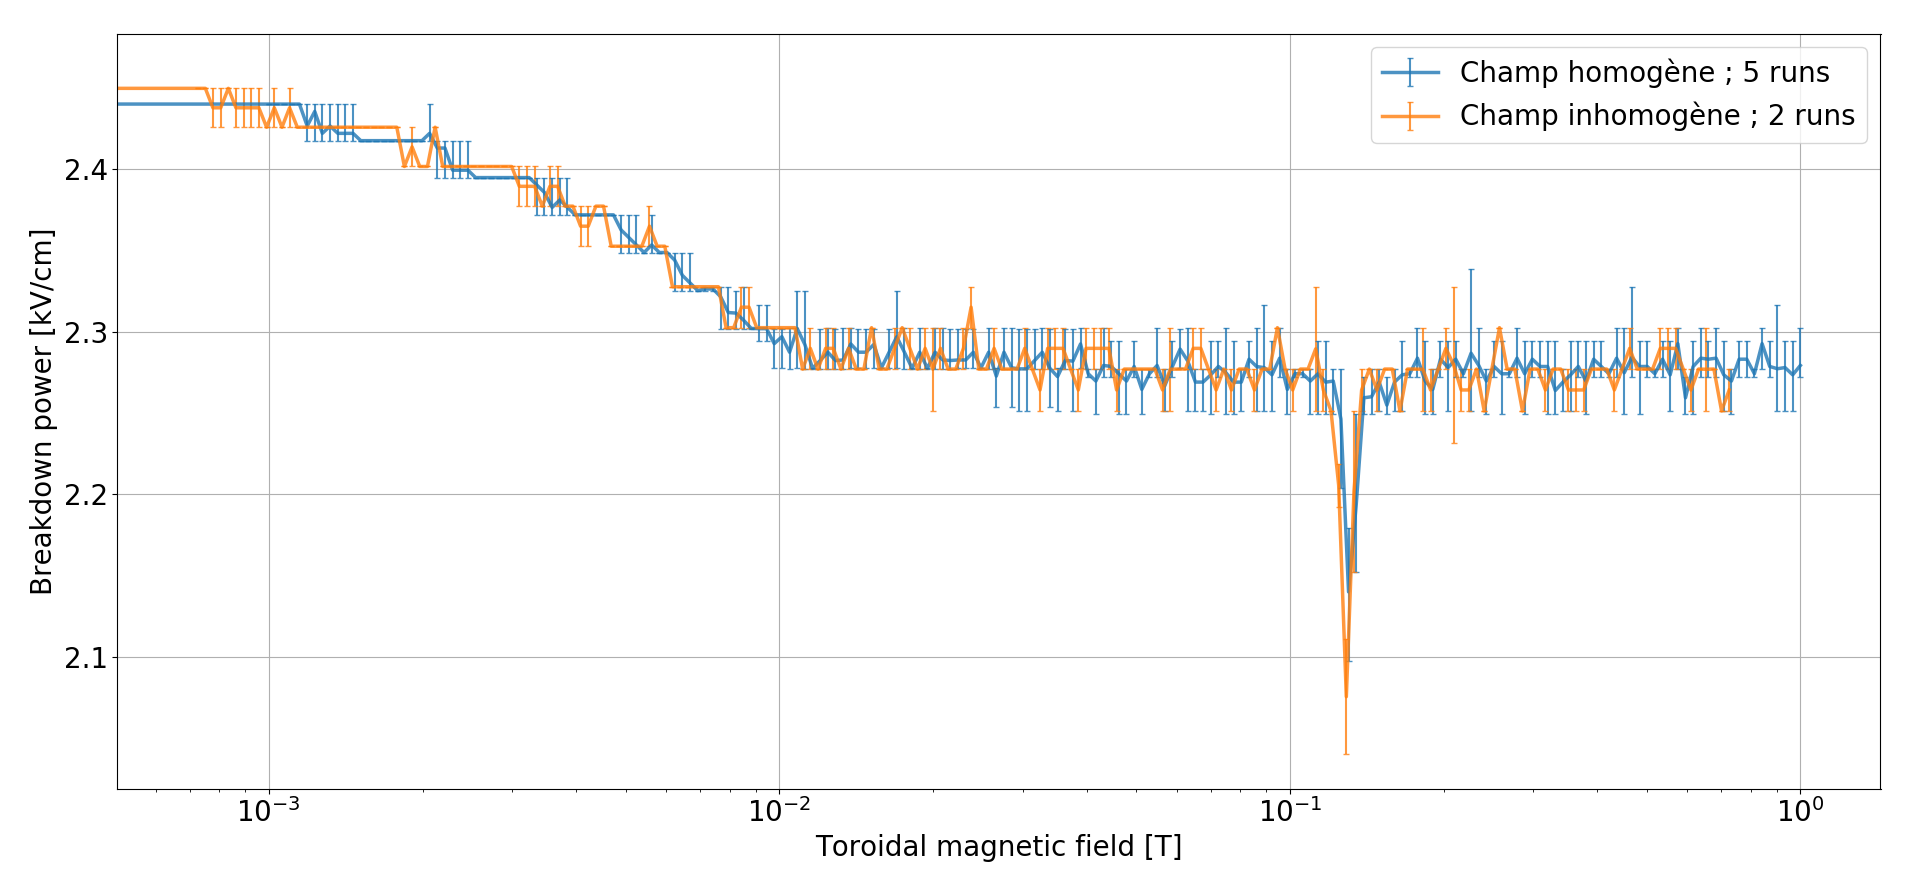 Champ homogène ; 5 runs
Champ inhomogène ; 2 runs
Breakdown power [kV/cm]
2.4
2.3
2.2
2.1
10⁻³ 10⁻² 10⁻¹ 10⁰
Toroidal magnetic field [T]